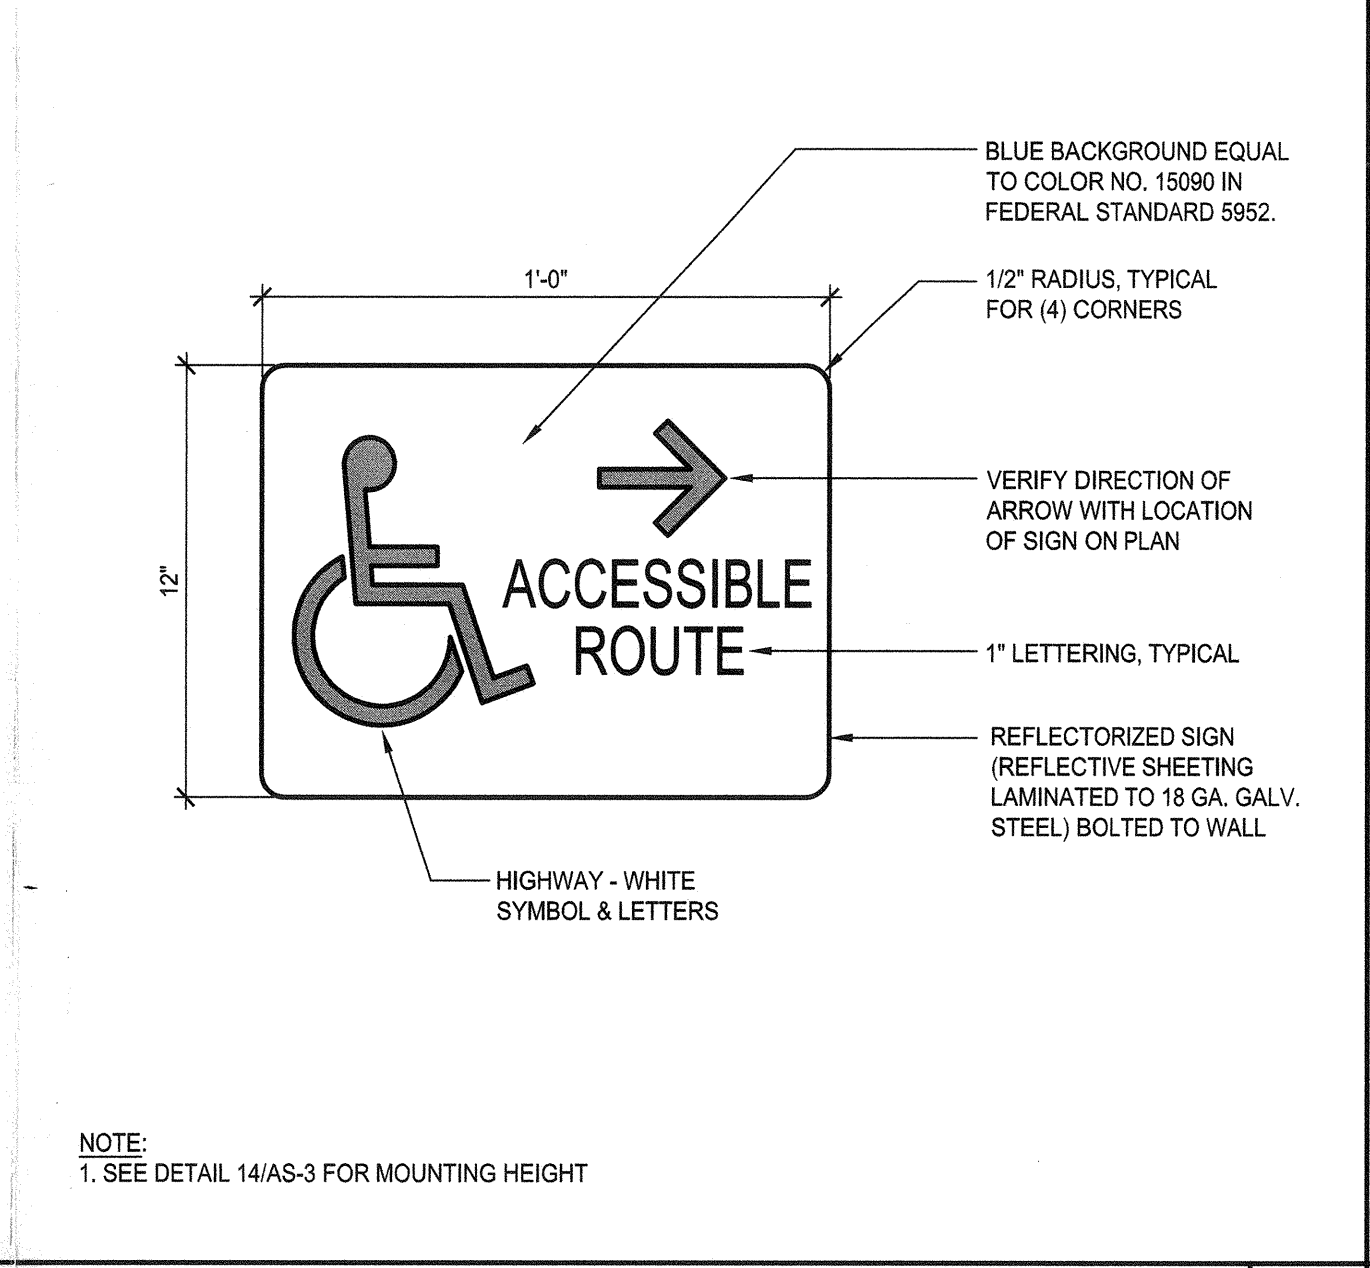 BLUE BACKGROUND EQUAL
TO COLOR NO. 15090 IN
FEDERAL STANDARD 5952.
1'-0"
1/2" RADIUS, TYPICAL
FOR (4) CORNERS
VERIFY DIRECTION OF
ARROW WITH LOCATION
OF SIGN ON PLAN
12"
ACCESSIBLE
ROUTE
1" LETTERING, TYPICAL
REFLECTORIZED SIGN
(REFLECTIVE SHEETING
LAMINATED TO 18 GA. GALV.
STEEL) BOLTED TO WALL
HIGHWAY - WHITE
SYMBOL & LETTERS
NOTE:
1. SEE DETAIL 14/AS-3 FOR MOUNTING HEIGHT